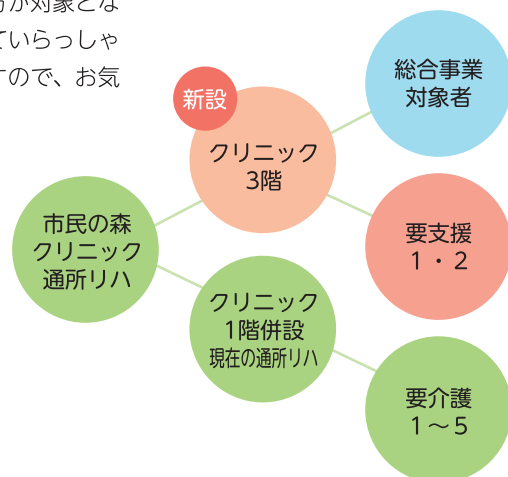 方が対象とな
ていらっしゃ
すので、お気
新設
クリニック
3階
総合事業
対象者
市民の森
クリニック
通所リハ
要支援
1・2
クリニック
1階併設
現在の通所リハ
要介護
1～5